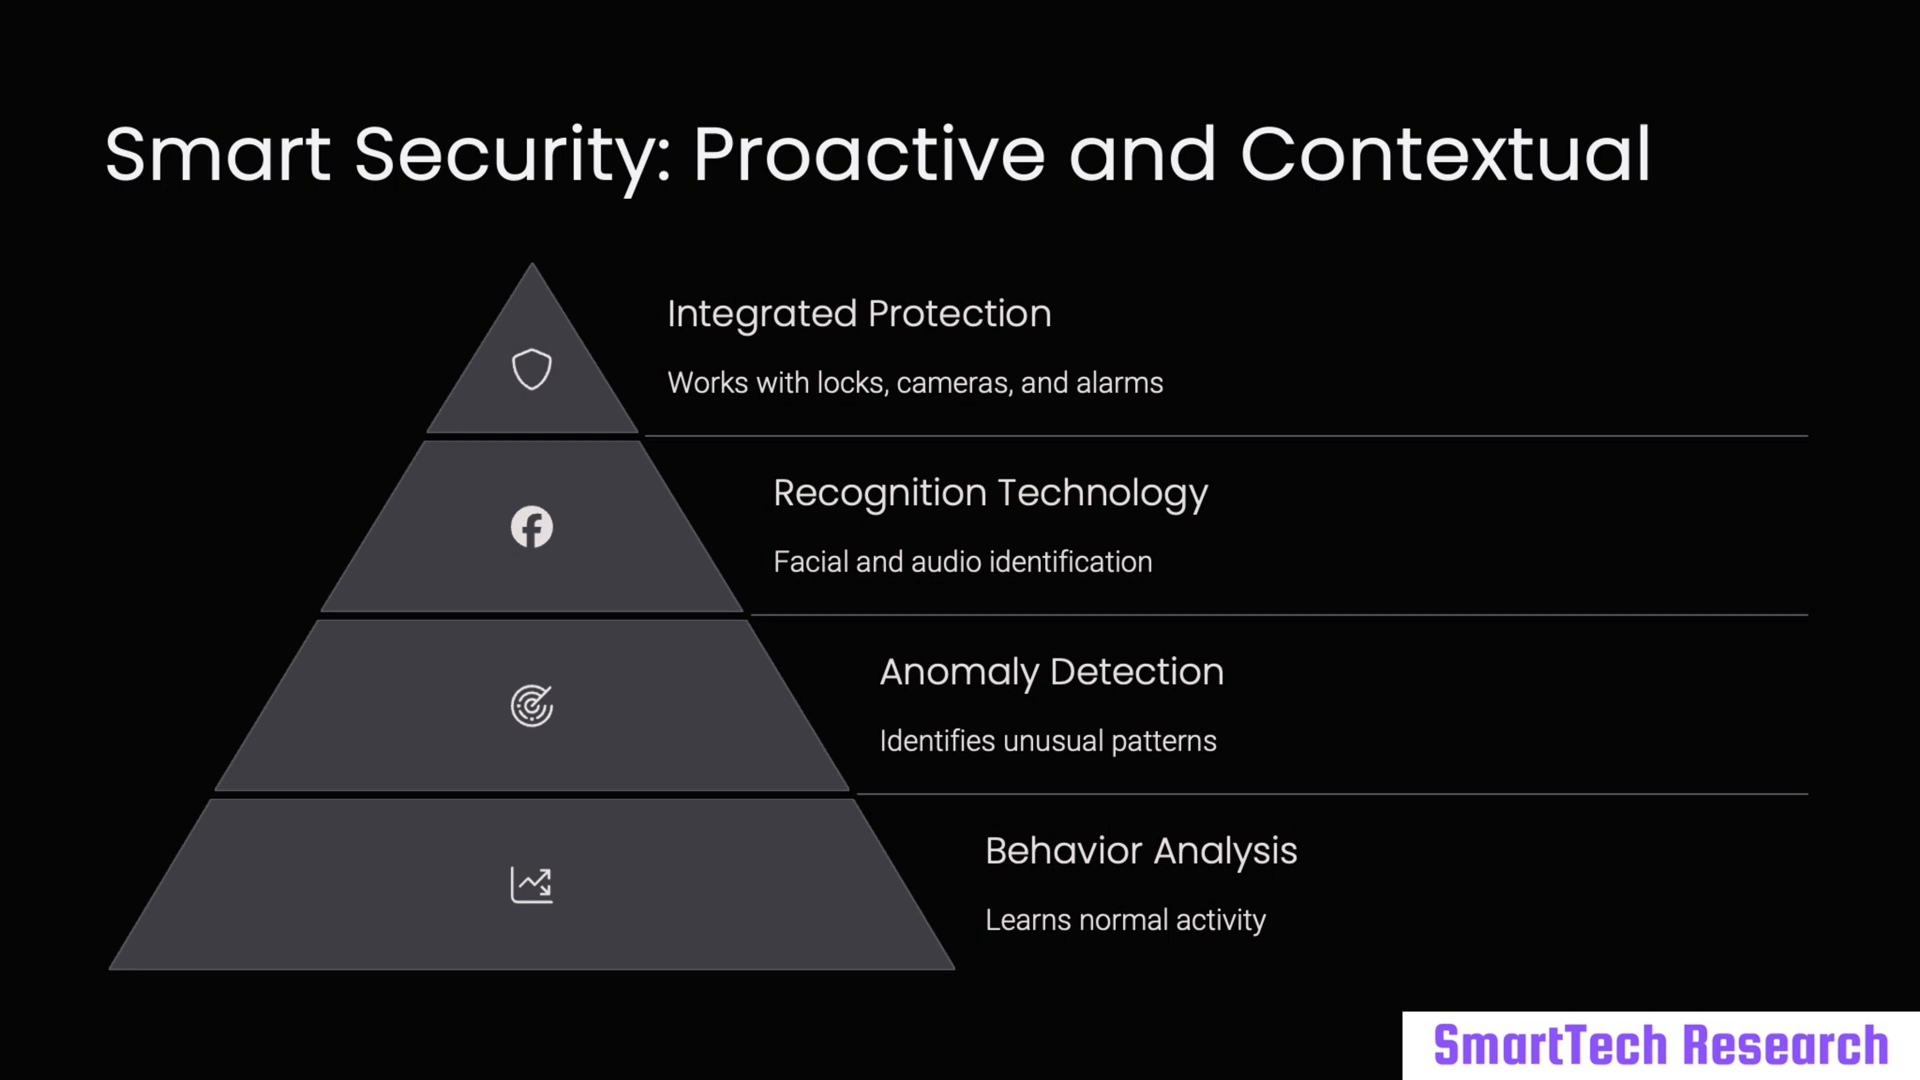 Smart Security: Proactive and Contextual
Integrated Protection
Works with locks, cameras, and alarms
Recognition Technology
Facial and audio identification
Anomaly Detection
Identifies unusual patterns
Behavior Analysis
Learns normal activity
SmartTech Research